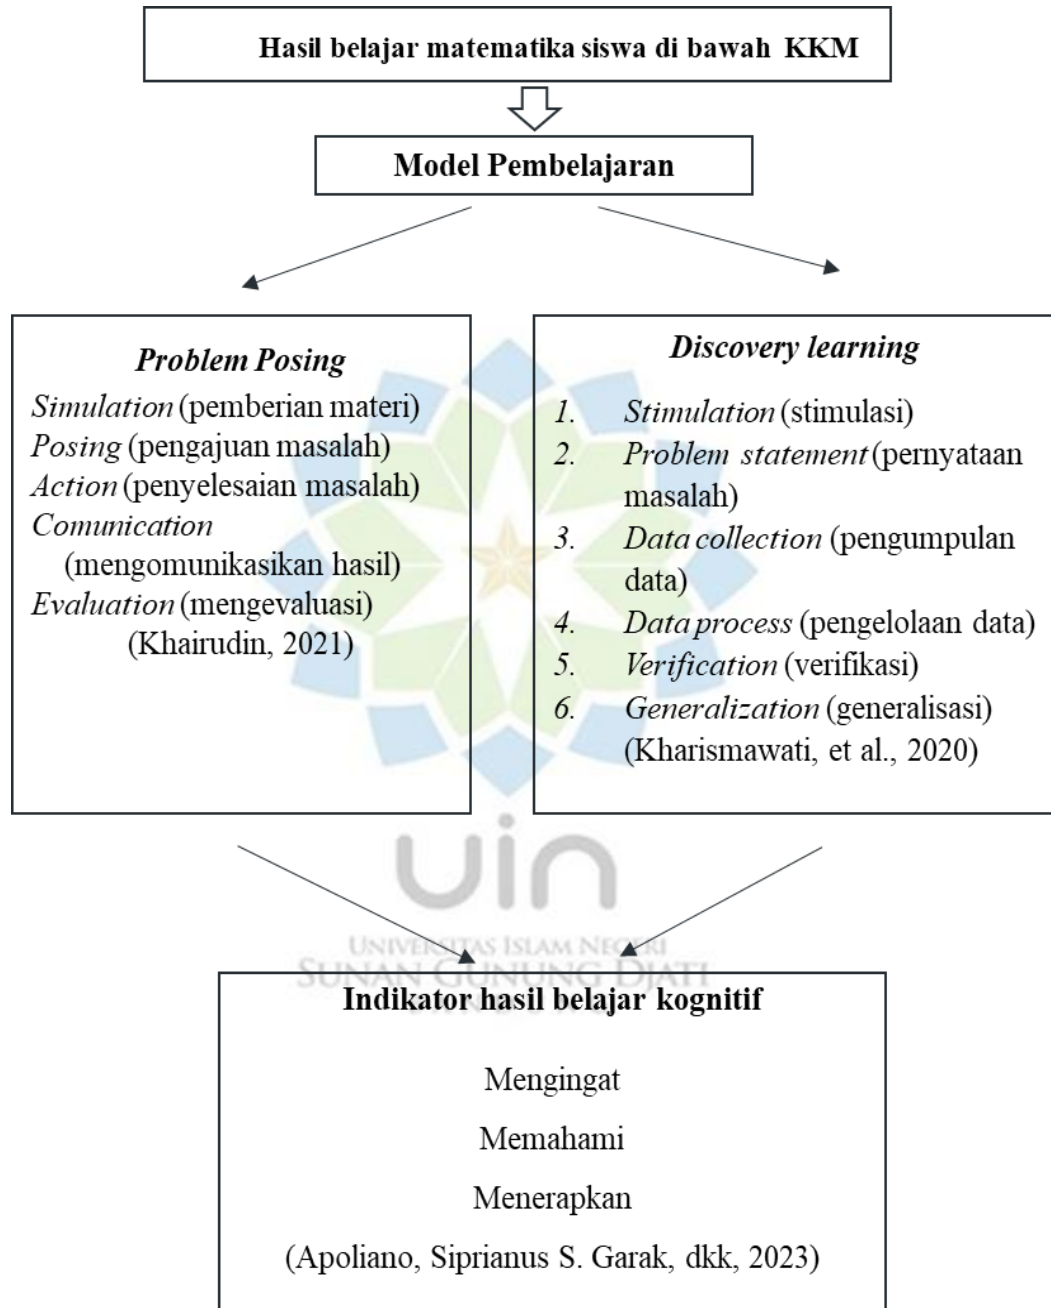 Hasil belajar matematika siswa di bawah KKM
Model Pembelajaran
Problem Posing
Simulation (pemberian materi)
Posing (pengajuan masalah)
Action (penyelesaian masalah)
Comunication
(mengomunikasikan hasil)
Evaluation (mengevaluasi)
(Khairudin, 2021)
Discovery learning
1. Stimulation (stimulasi)
2. Problem statement (pernyataan
masalah)
3. Data collection (pengumpulan
data)
4. Data process (pengelolaan data)
5. Verification (verifikasi)
6. Generalization (generalisasi)
(Kharismawati, et al., 2020)
uin
UNIVERSITAS ISLAM NEGERI
SUNAN GUNUNG DJATI
Indikator hasil belajar kognitif
Mengingat
Memahami
Menerapkan
(Apoliano, Siprianus S. Garak, dkk, 2023)